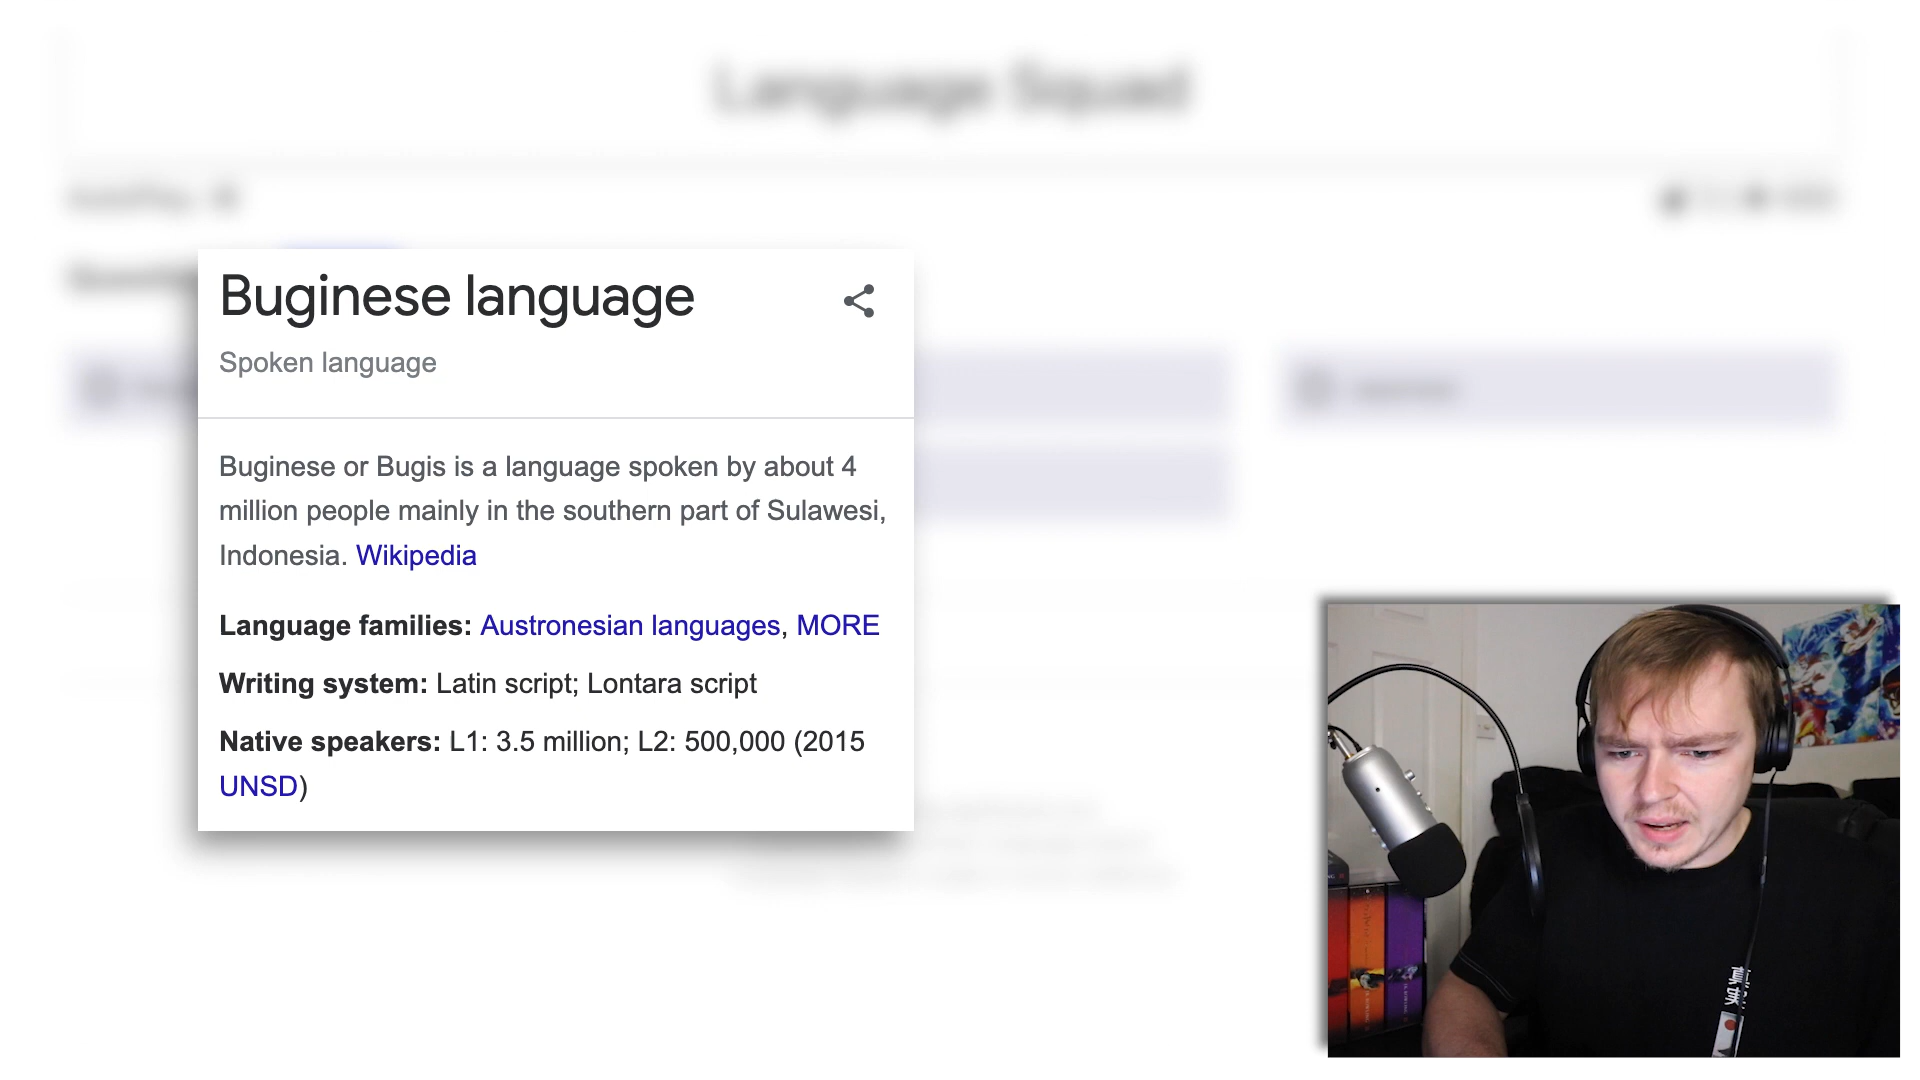 Language Squad
Buginese language
Spoken language
Buginese or Bugis is a language spoken by about 4
million people mainly in the southern part of Sulawesi,
Indonesia. Wikipedia
Language families: Austronesian languages, MORE
Writing system: Latin script; Lontara script
Native speakers: L1: 3.5 million; L2: 500,000 (2015
UNSD)